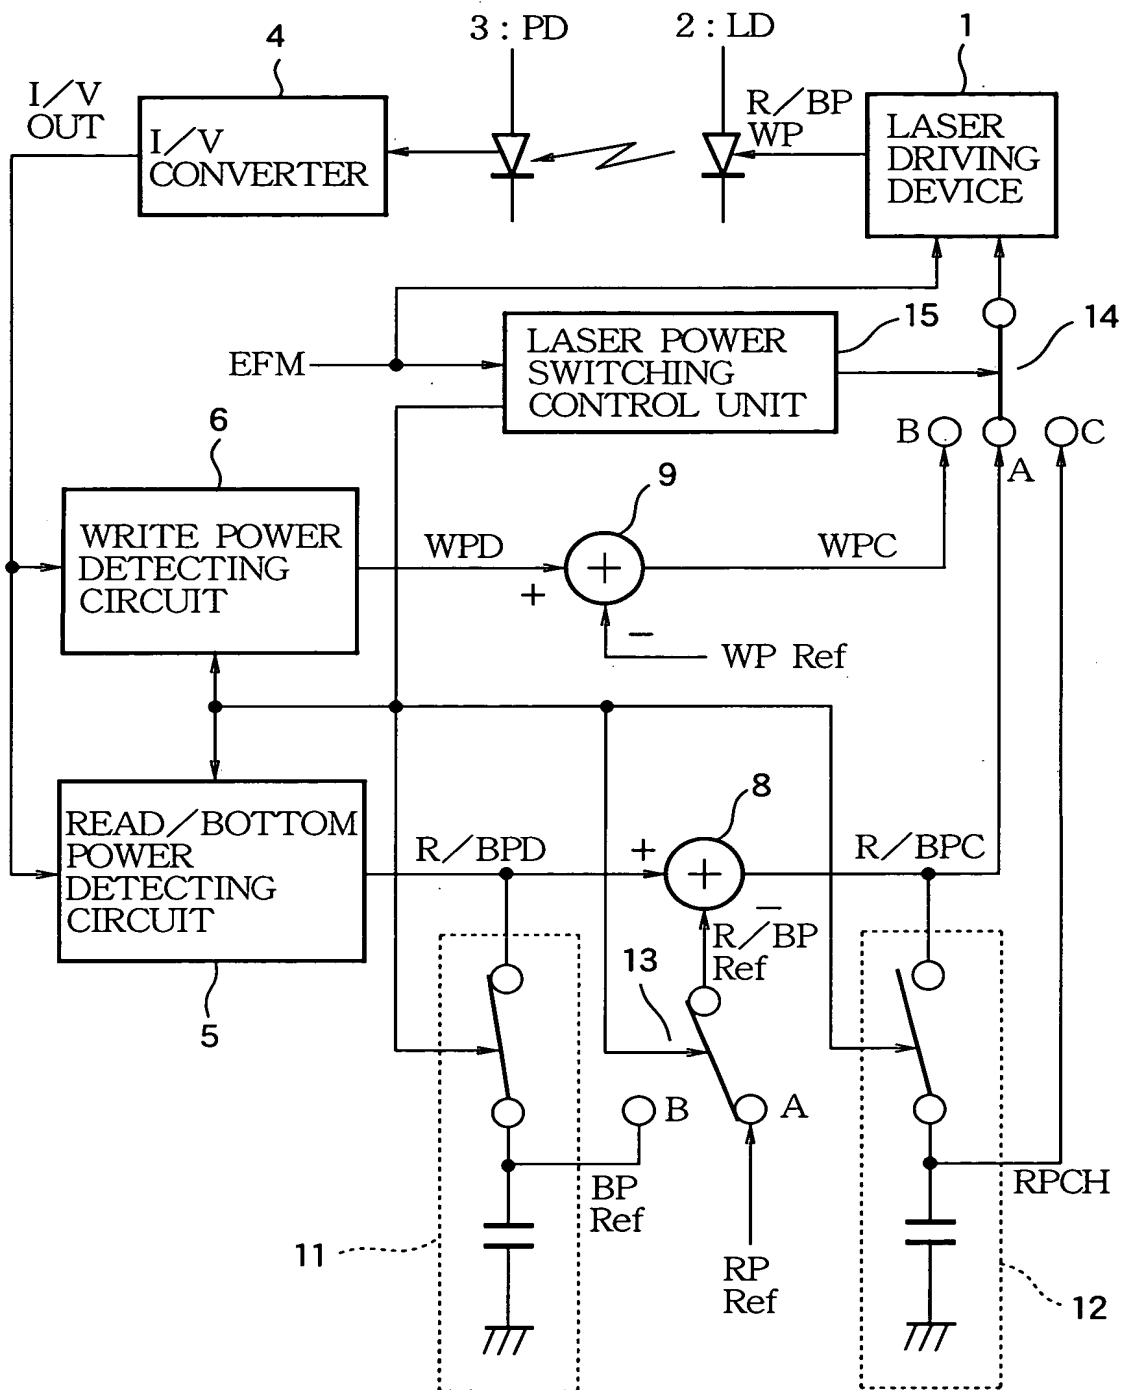 3 : PD
2 : LD
1
4
I/V
OUT
I/V
CONVERTER
R/BP
WP
LASER
DRIVING
DEVICE
15
14
EFM
LASER POWER
SWITCHING
CONTROL UNIT
B
A
C
6
9
WRITE POWER
DETECTING
CIRCUIT
WPD
+
+
WPC
−
WP Ref
8
READ/BOTTOM
POWER
DETECTING
CIRCUIT
R/BPD
+
+
R/BPC
−
R/BP
Ref
5
13
B
A
BP
Ref
RPCH
11
RP
Ref
12